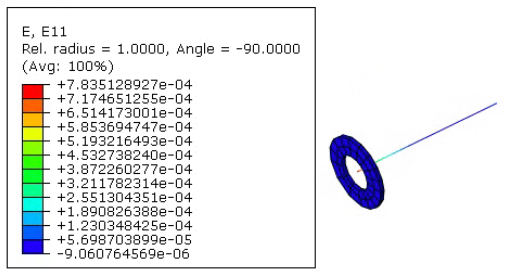 E, E11
Rel. radius = 1.0000, Angle = -90.0000
(Avg: 100%)
+7.835128927e-04
+7.174651255e-04
+6.514173001e-04
+5.853694747e-04
+5.193216493e-04
+4.532738240e-04
+3.872260277e-04
+3.211782314e-04
+2.551304351e-04
+1.890826388e-04
+1.230348425e-04
+5.698703899e-05
-9.060764569e-06